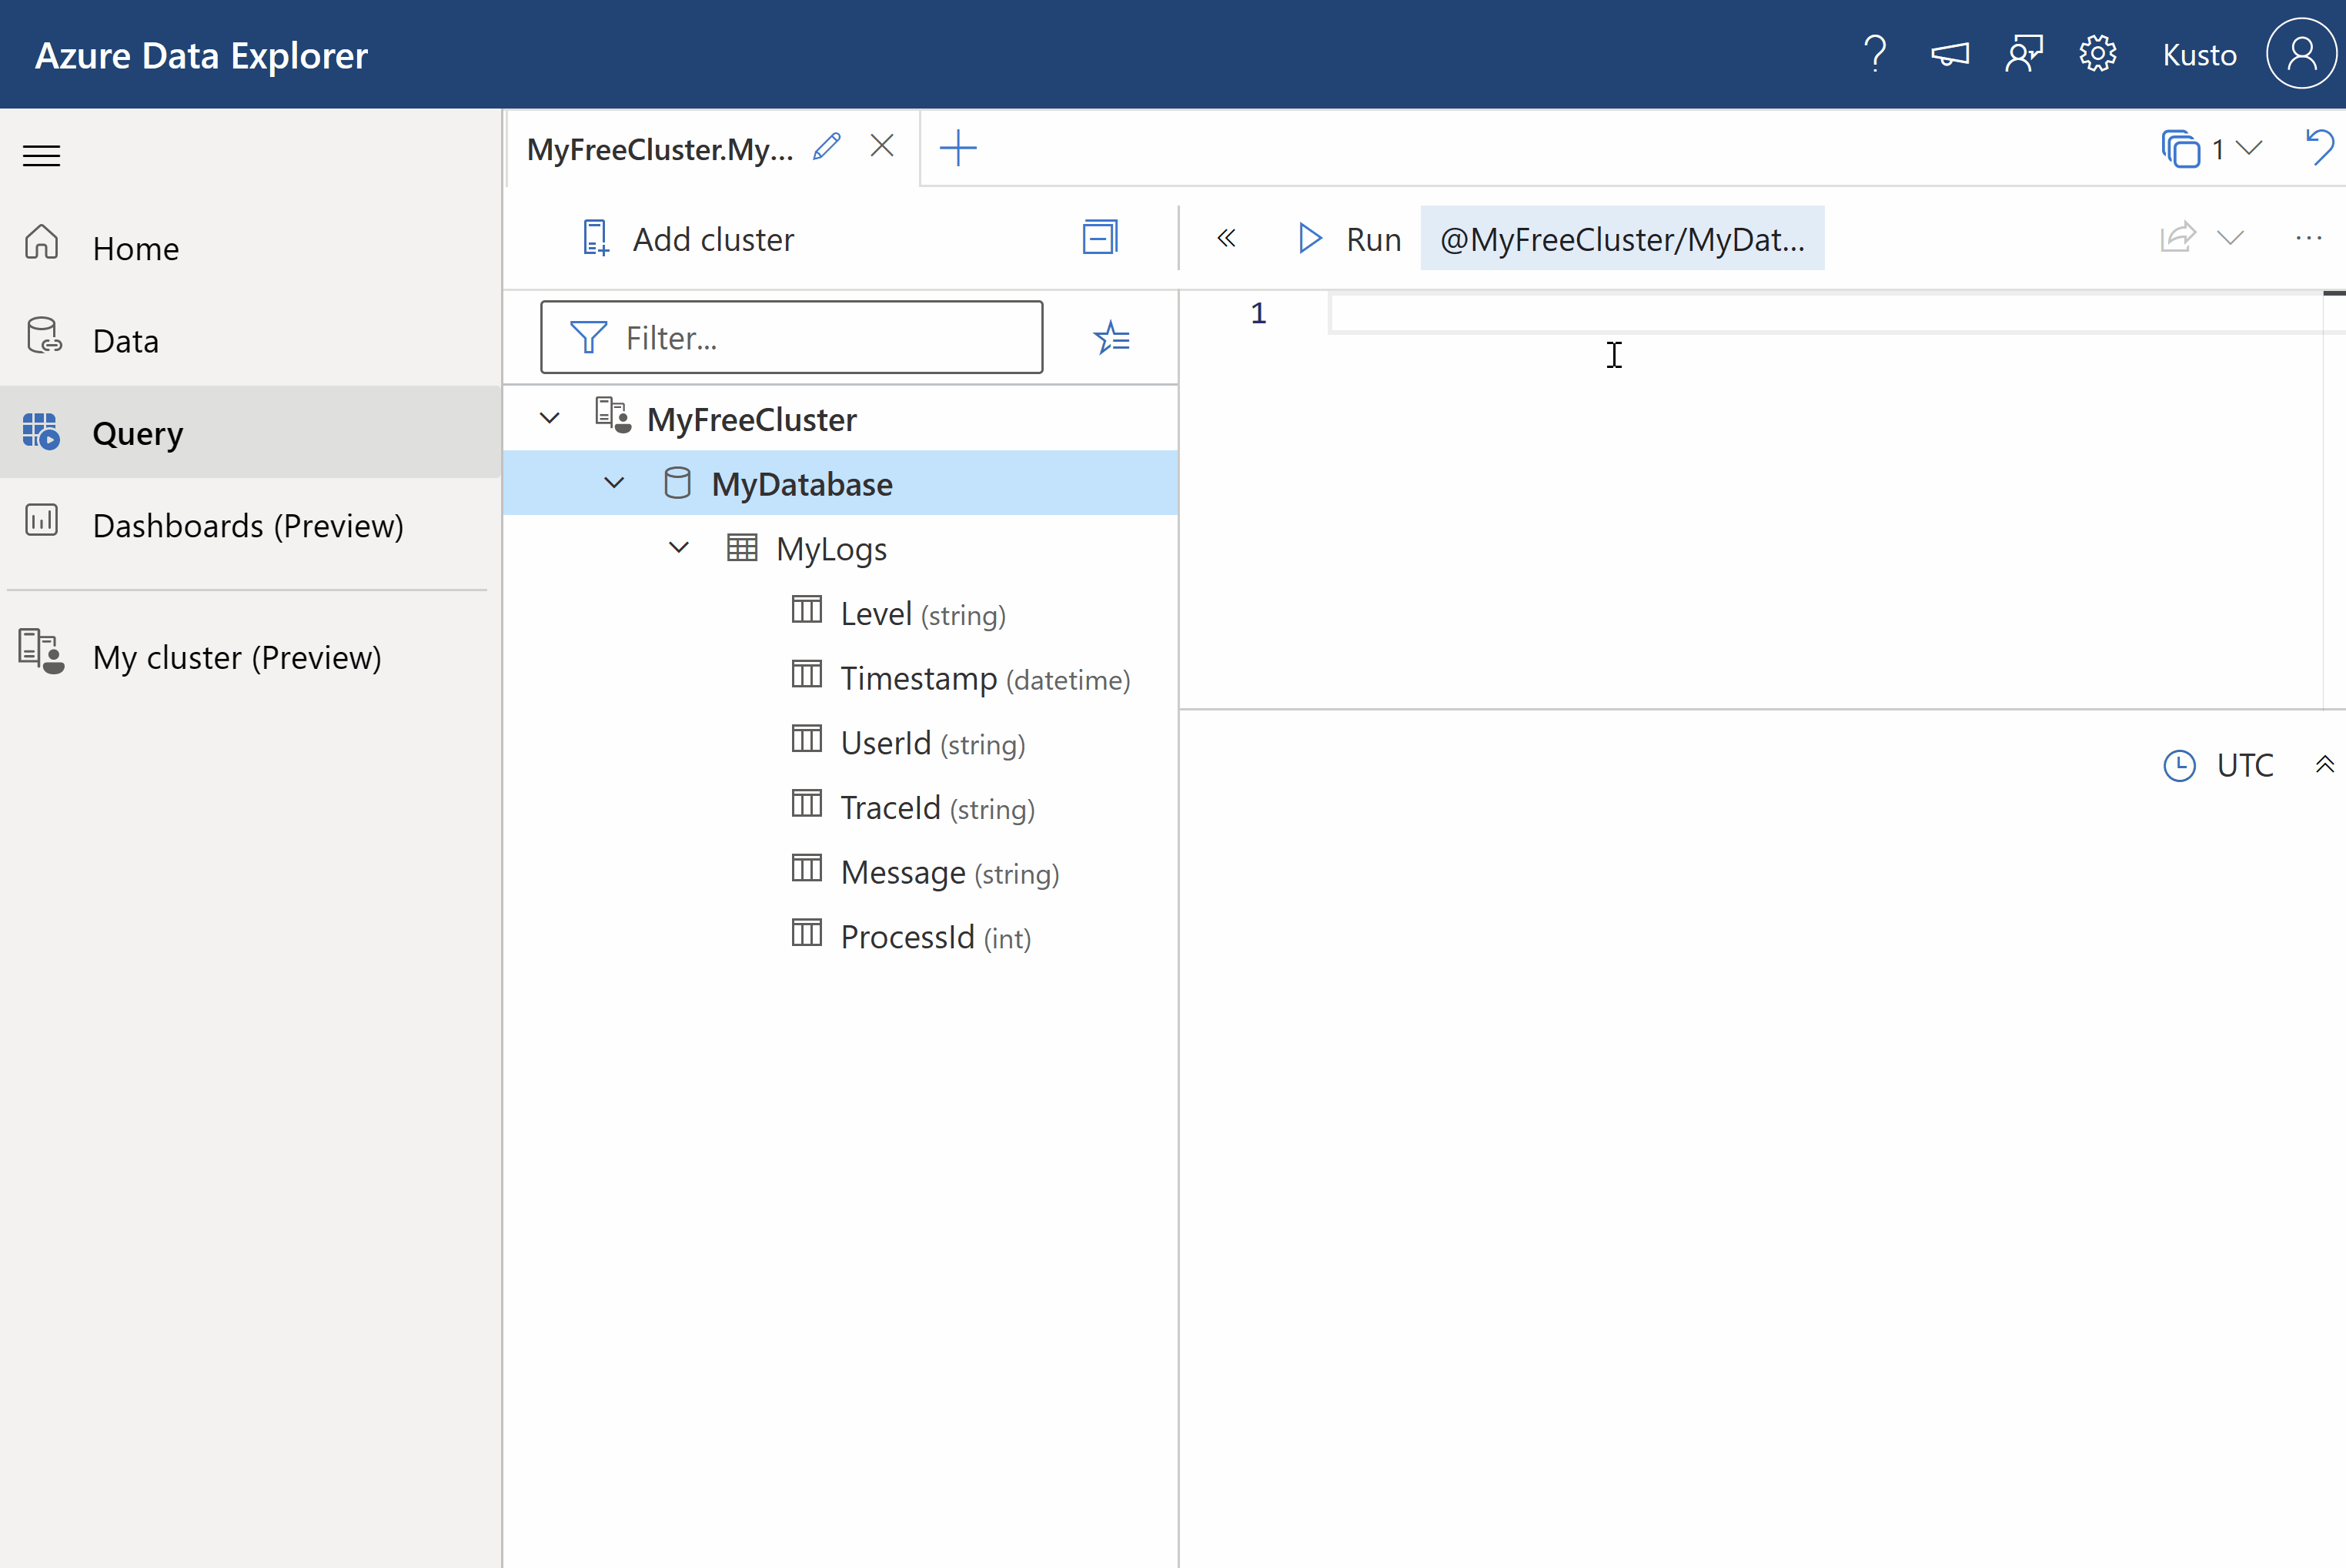 Azure Data Explorer
Kusto
MyFreeCluster.My...
1
Home
Data
Query
Dashboards (Preview)
My cluster (Preview)
Add cluster
Run
@MyFreeCluster/MyDat...
Filter...
MyFreeCluster
MyDatabase
MyLogs
Level (string)
Timestamp (datetime)
UserId (string)
TraceId (string)
Message (string)
ProcessId (int)
1
UTC